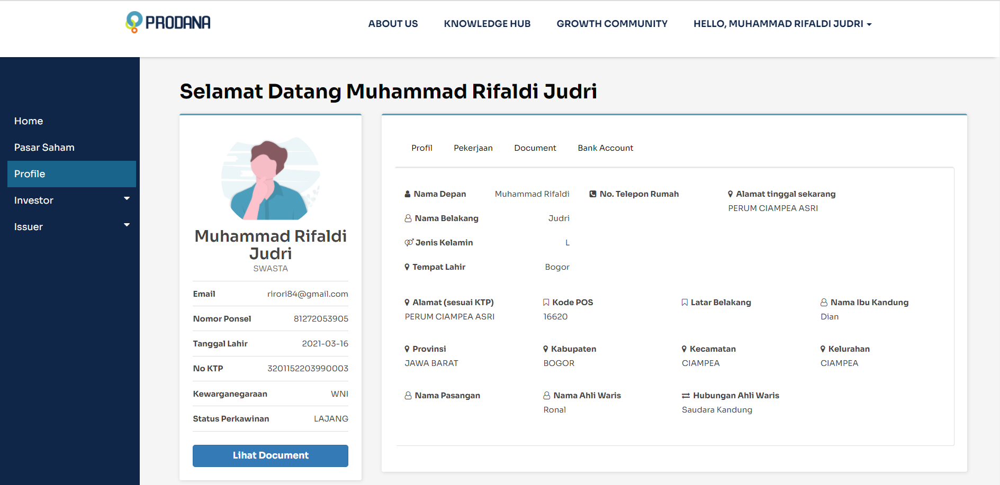 PRODANA
ABOUT US KNOWLEDGE HUB GROWTH COMMUNITY HELLO, MUHAMMAD RIFALDI JUDRI
Home
Pasar Saham
Profile
Investor
Issuer
Selamat Datang Muhammad Rifaldi Judri
Muhammad Rifaldi
Judri
SWASTA
Email rirori84@gmail.com
Nomor Ponsel 81272053905
Tanggal Lahir 2021-03-16
No KTP 3201152203990003
Kewarganegaraan WNI
Status Perkawinan LAJANG
Lihat Document
Profil Pekerjaan Document Bank Account
Nama Depan Muhammad Rifaldi No. Telepon Rumah Alamat tinggal sekarang
PERUM CIAMPEA ASRI
Nama Belakang Judri
Jenis Kelamin L
Tempat Lahir Bogor
Alamat (sesuai KTP) Kode POS Latar Belakang Nama Ibu Kandung
PERUM CIAMPEA ASRI 16620 Dian
Provinsi Kabupaten Kecamatan Kelurahan
JAWA BARAT BOGOR CIAMPEA CIAMPEA
Nama Pasangan Nama Ahli Waris Hubungan Ahli Waris
Ronal Saudara Kandung